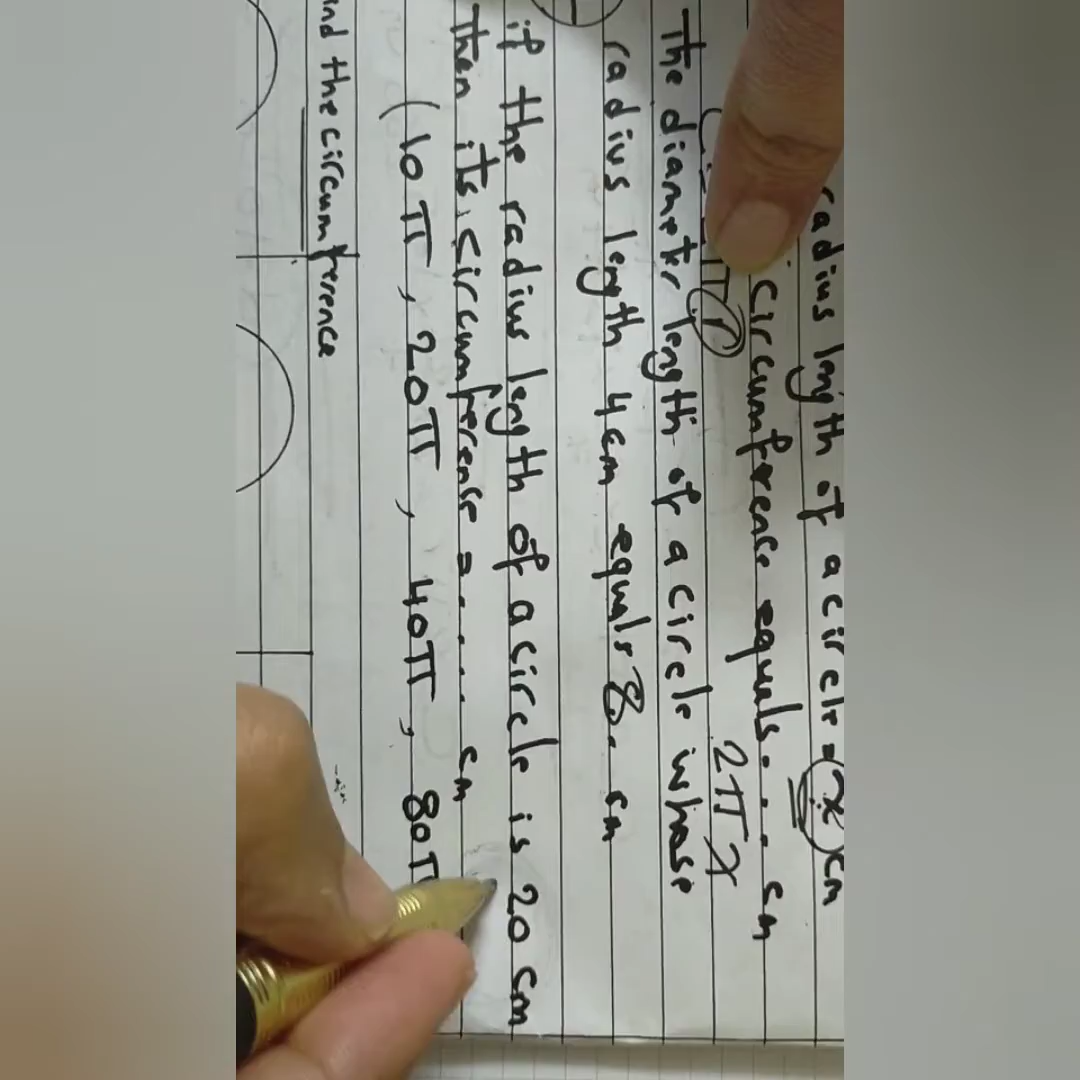 radius length of a circle = x cm
circumference equals.... cm
2πx
The diameter length of a circle whose
radius length 4cm equals 8.. cm
if the radius length of a circle is 20 cm
Then its circumference = ..... cm
(10π, 20π, 40π, 80π
the circumference